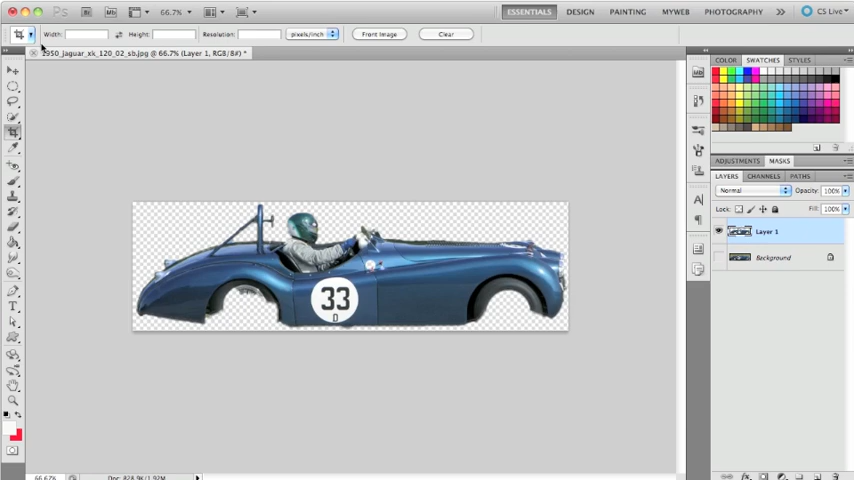 Ps Br Mb 66.7% ESSENTIALS DESIGN PAINTING MYWEB PHOTOGRAPHY CS Live
Width: Height: Resolution: pixels/inch Front Image Clear
1950_jaguar_xk_120_02_sb.jpg @ 66.7% (Layer 1, RGB/8#) *
COLOR SWATCHES STYLES
ADJUSTMENTS MASKS
LAYERS CHANNELS PATHS
Normal Opacity: 100%
Lock: Fill: 100%
Layer 1
Background
33
D
66.67% Doc: 828.9K/1.92M